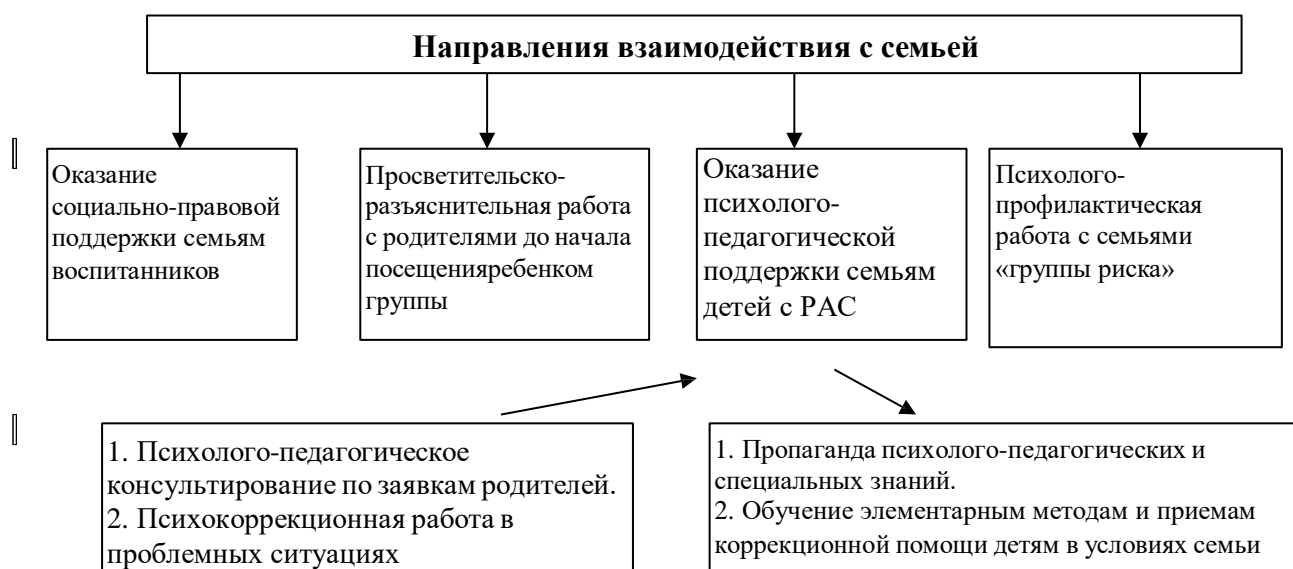 Направления взаимодействия с семьей
Оказание
социально-правовой
поддержки семьям
воспитанников
Просветительско-
разъяснительная работа
с родителями до начала
посещенияребенком
группы
Оказание
психолого-
педагогической
поддержки семьям
детей с РАС
Психолого-
профилактическая
работа с семьями
«группы риска»
1. Психолого-педагогическое
консультирование по заявкам родителей.
2. Психокоррекционная работа в
проблемных ситуациях
1. Пропаганда психолого-педагогических и
специальных знаний.
2. Обучение элементарным методам и приемам
коррекционной помощи детям в условиях семьи